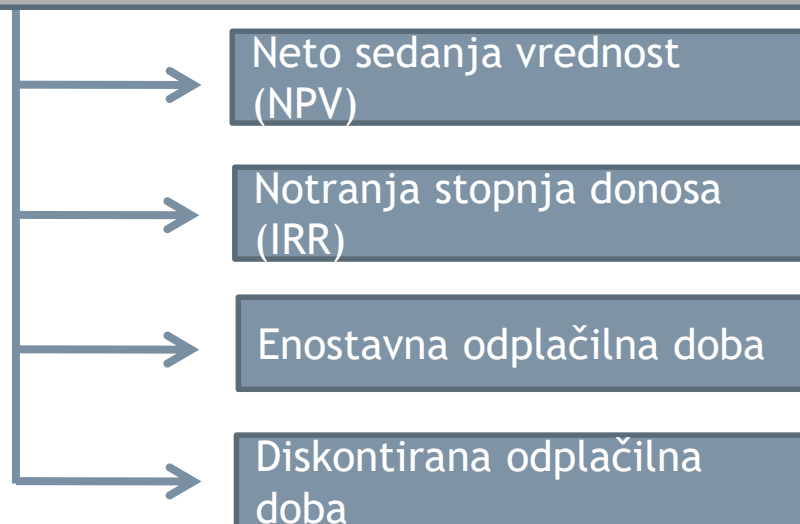 Neto sedanja vrednost
(NPV)
Notranja stopnja donosa
(IRR)
Enostavna odplačilna doba
Diskontirana odplačilna
doba